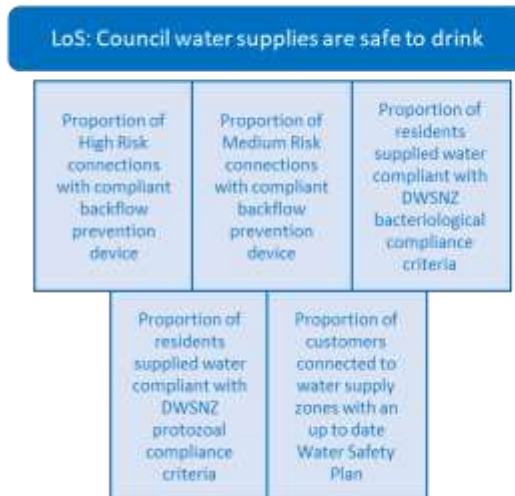 LoS: Council water supplies are safe to drink
Proportion of
High Risk
connections
with compliant
backflow
prevention
device
Proportion of
Medium Risk
connections
with compliant
backflow
prevention
device
Proportion of
residents
supplied water
compliant with
DWSNZ
bacteriological
compliance
criteria
Proportion of
residents
supplied water
compliant with
DWSNZ
protozoal
compliance
criteria
Proportion of
customers
connected to
water supply
zones with an
up to date
Water Safety
Plan